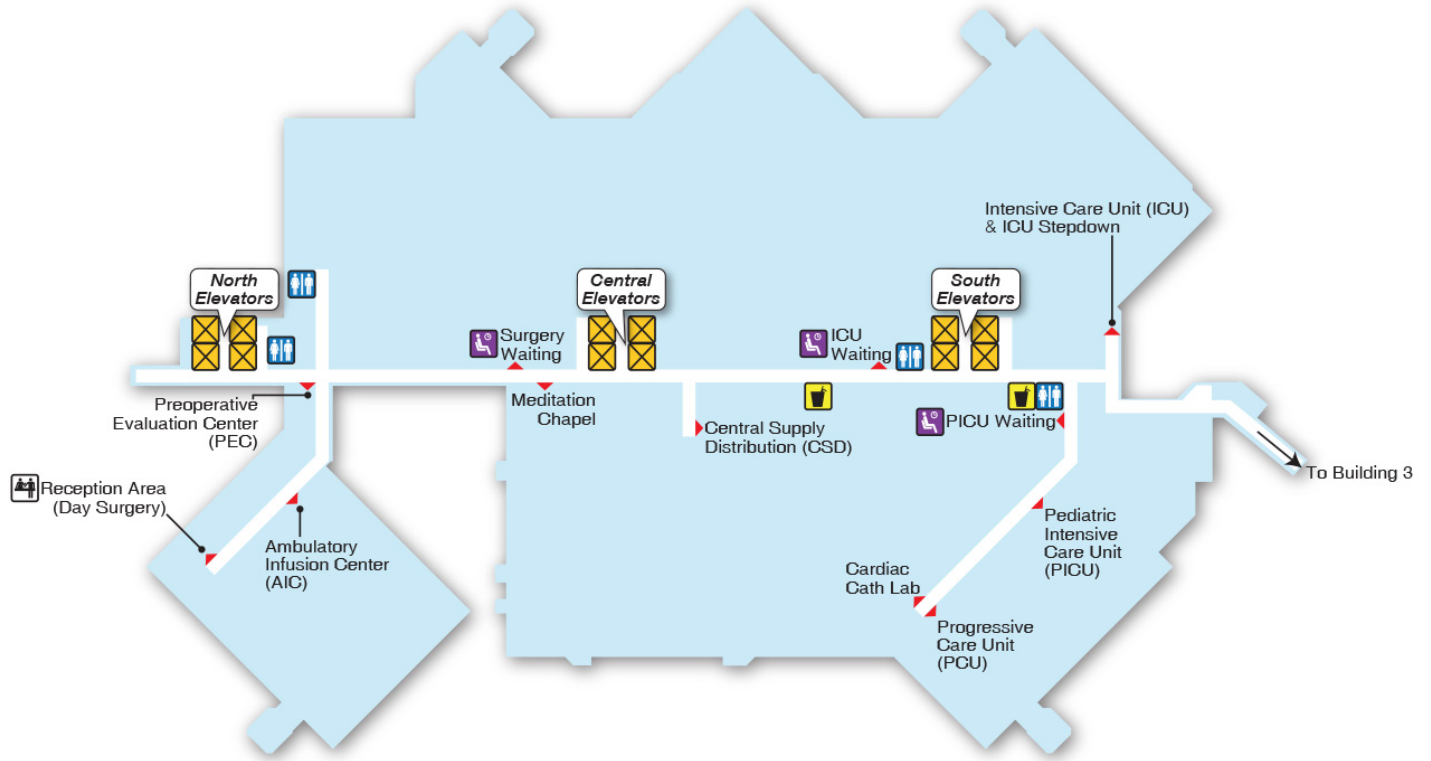 Intensive Care Unit (ICU)
& ICU Stepdown
North
Elevators
Central
Elevators
South
Elevators
Surgery
Waiting
ICU
Waiting
Preoperative
Evaluation Center
(PEC)
Meditation
Chapel
Central Supply
Distribution (CSD)
PICU Waiting
To Building 3
Reception Area
(Day Surgery)
Ambulatory
Infusion Center
(AIC)
Pediatric
Intensive
Care Unit
(PICU)
Cardiac
Cath Lab
Progressive
Care Unit
(PCU)